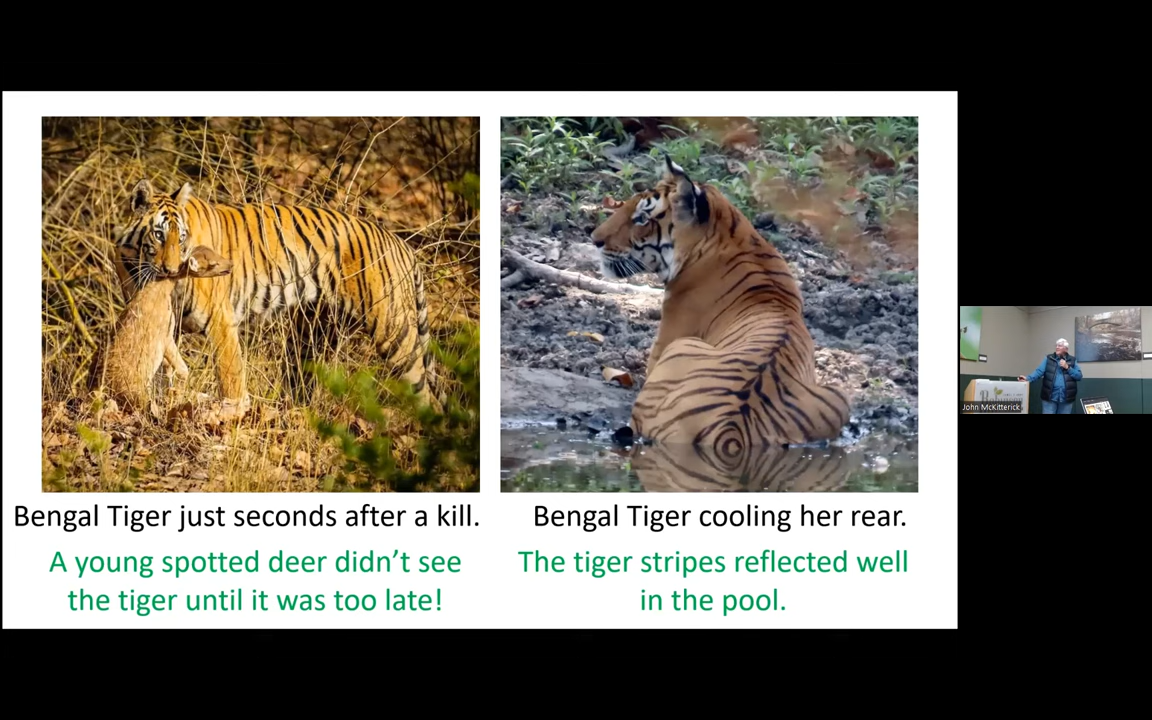 Bengal Tiger just seconds after a kill.
A young spotted deer didn't see
the tiger until it was too late!
Bengal Tiger cooling her rear.
The tiger stripes reflected well
in the pool.
John McKitterick